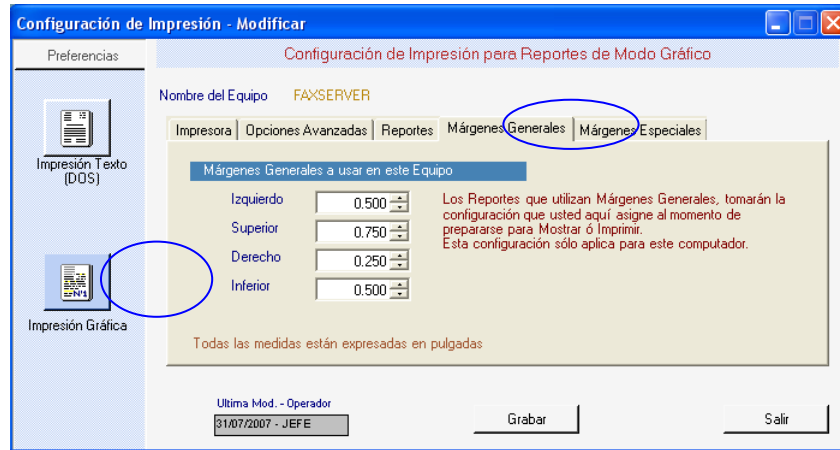 Configuración de Impresión - Modificar
Preferencias
Configuración de Impresión para Reportes de Modo Gráfico
Nombre del Equipo FAXSERVER
Impresora Opciones Avanzadas Reportes Márgenes Generales Márgenes Especiales
Impresión Texto
(DOS)
Márgenes Generales a usar en este Equipo
Izquierdo 0.500
Superior 0.750
Derecho 0.250
Inferior 0.500
Los Reportes que utilizan Márgenes Generales, tomarán la
configuración que usted aquí asigne al momento de
prepararse para Mostrar ó Imprimir.
Esta configuración sólo aplica para este computador.
Nº1
Impresión Gráfica
Todas las medidas están expresadas en pulgadas
Ultima Mod. - Operador
31/07/2007 - JEFE
Grabar
Salir